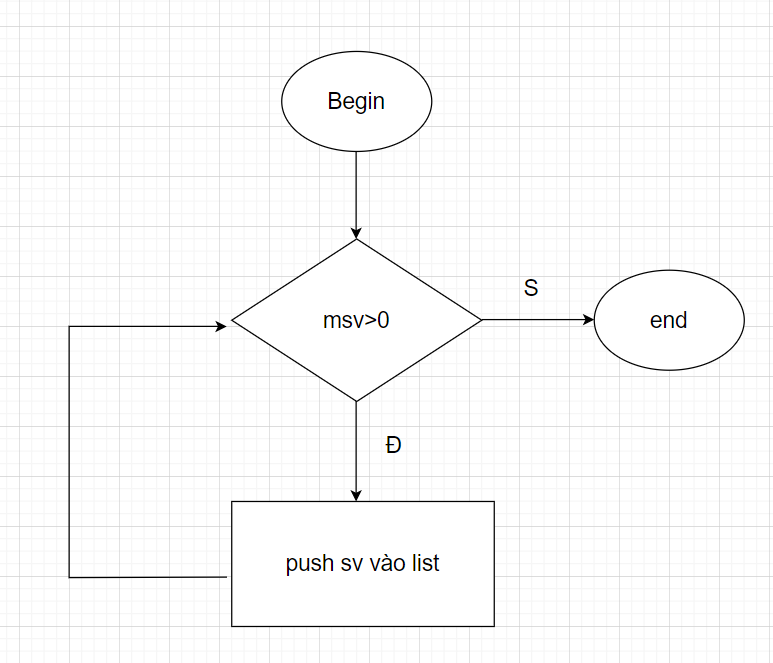 Begin
msv>0
S
end
Đ
push sv vào list